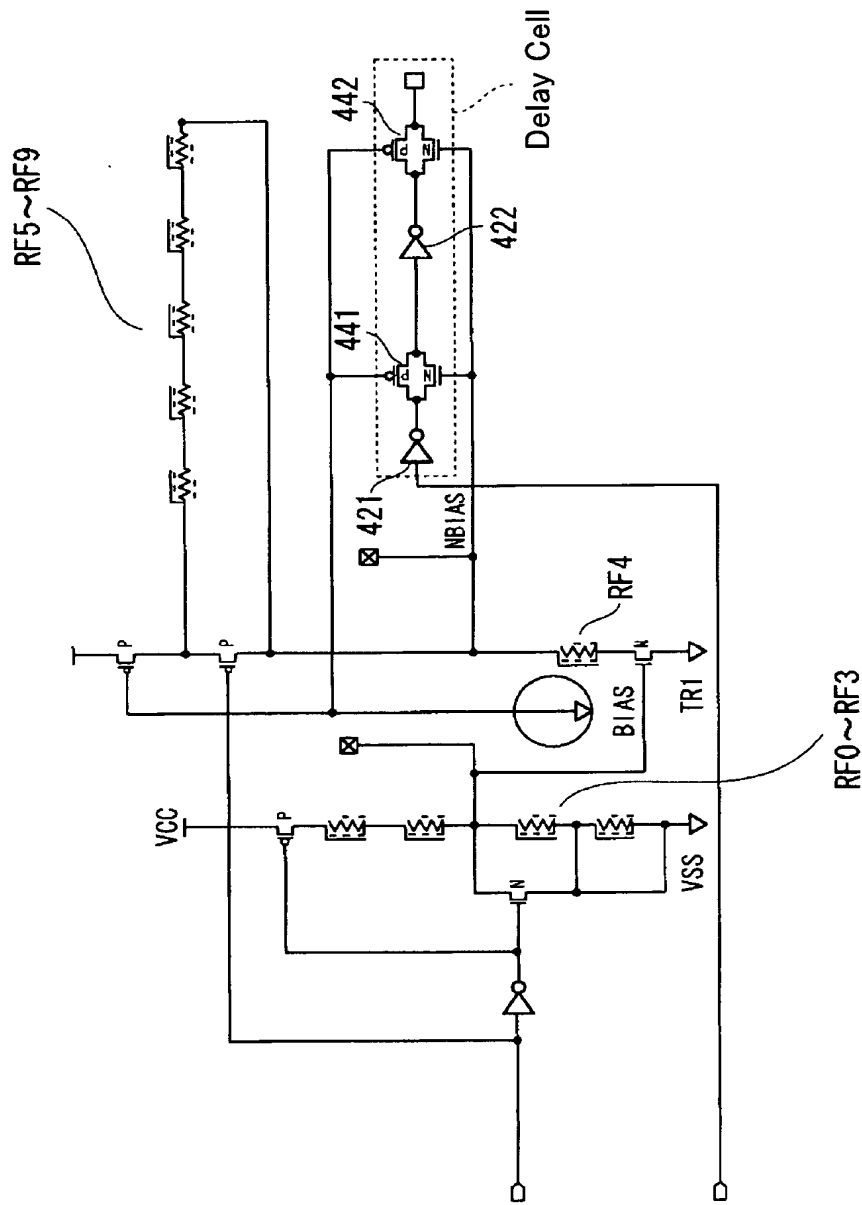 RF5~RF9
442
Delay Cell
P
N
422
441
P
N
421
NBIAS
P
P
RF4
N
BIAS
TR1
VCC
P
N
VSS
RF0~RF3